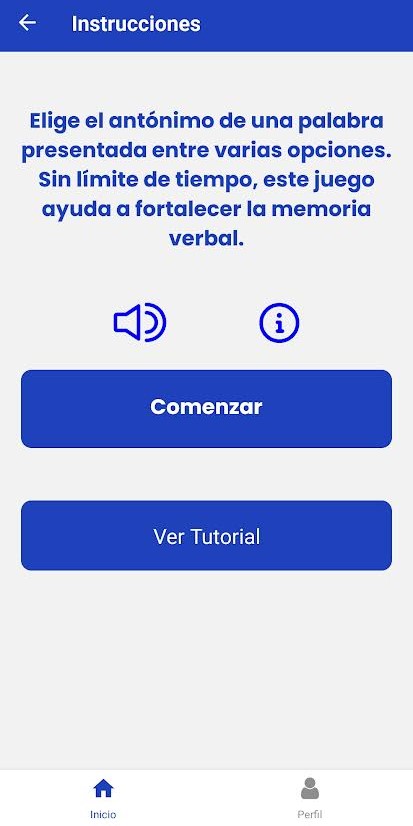 Instrucciones
Elige el antónimo de una palabra
presentada entre varias opciones.
Sin límite de tiempo, este juego
ayuda a fortalecer la memoria
verbal.
Comenzar
Ver Tutorial
Inicio
Perfil